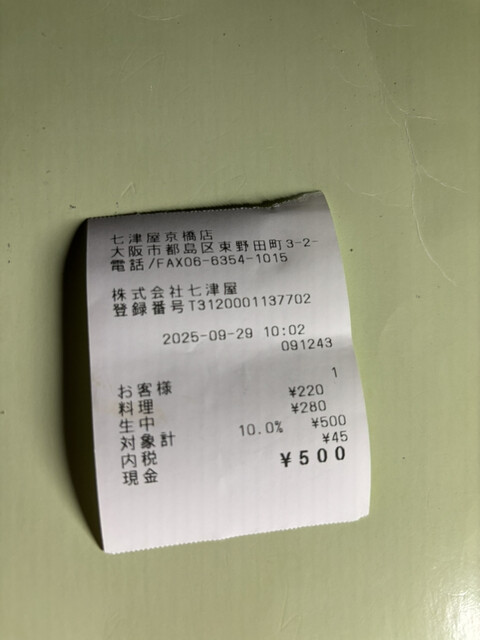 七津屋京橋店
大阪市都島区東野田町3-2-
電話/FAX06-6354-1015
株式会社七津屋
登録番号T3120001137702
2025-09-29 10:02
091243
お客様 1
料理 ¥220
生中 ¥280
対象計 10.0% ¥500
内税 ¥45
現金 ¥500